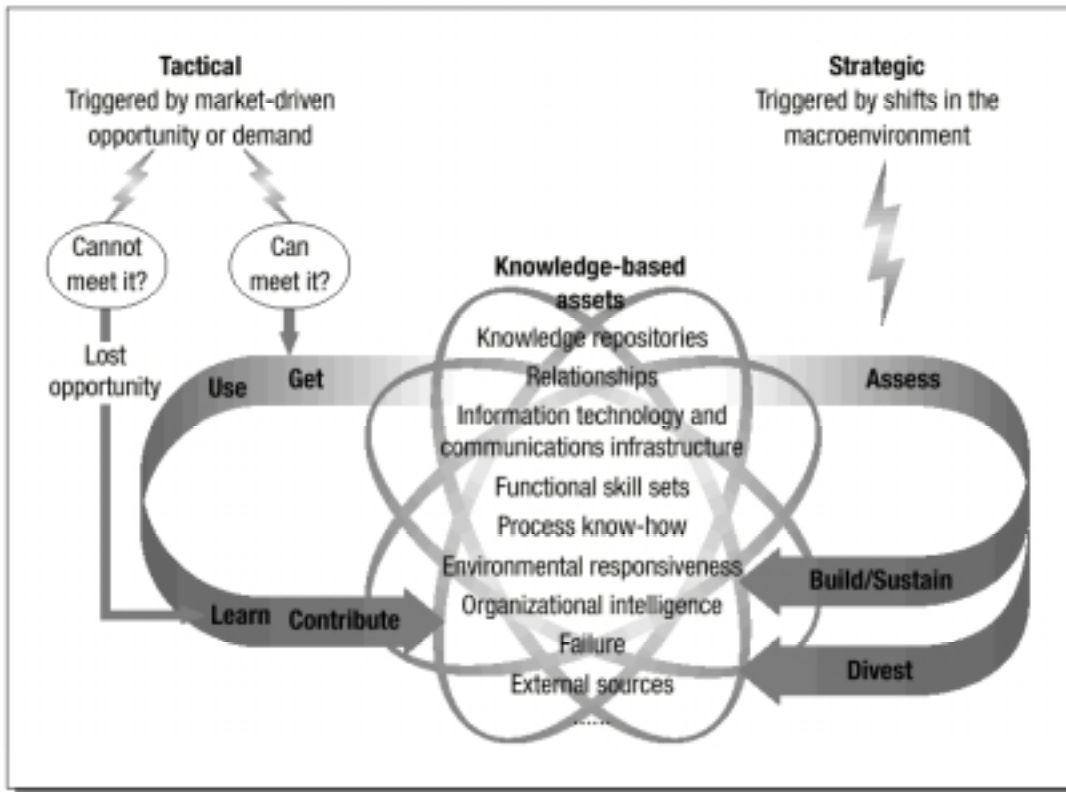 Tactical
Triggered by market-driven
opportunity or demand
Strategic
Triggered by shifts in the
macroenvironment
Cannot
meet it?
Can
meet it?
Lost
opportunity
Use
Get
Learn
Contribute
Knowledge-based
assets
Knowledge repositories
Relationships
Information technology and
communications infrastructure
Functional skill sets
Process know-how
Environmental responsiveness
Organizational intelligence
Failure
External sources
......
Assess
Build/Sustain
Divest